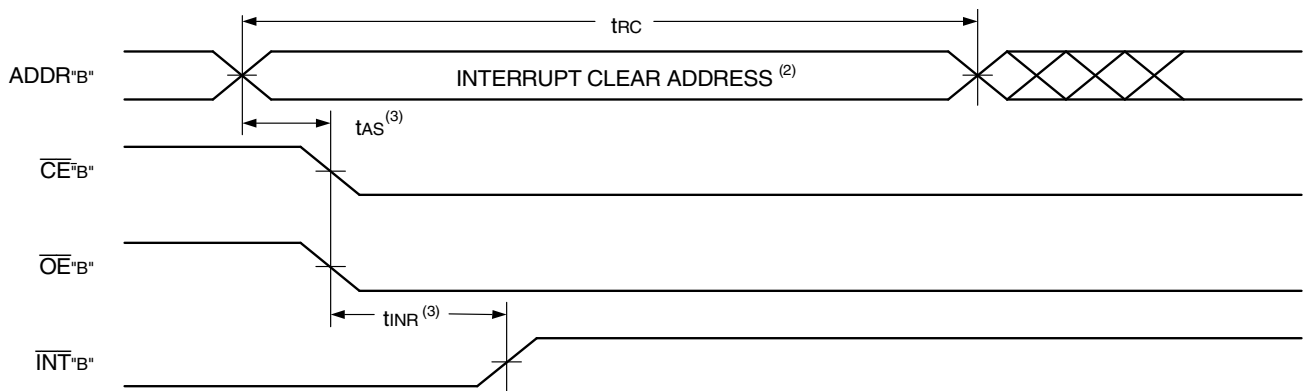 tRC
ADDR"B"
INTERRUPT CLEAR ADDRESS (2)
tAS(3)
CE"B"
OE"B"
tINR (3)
INT"B"